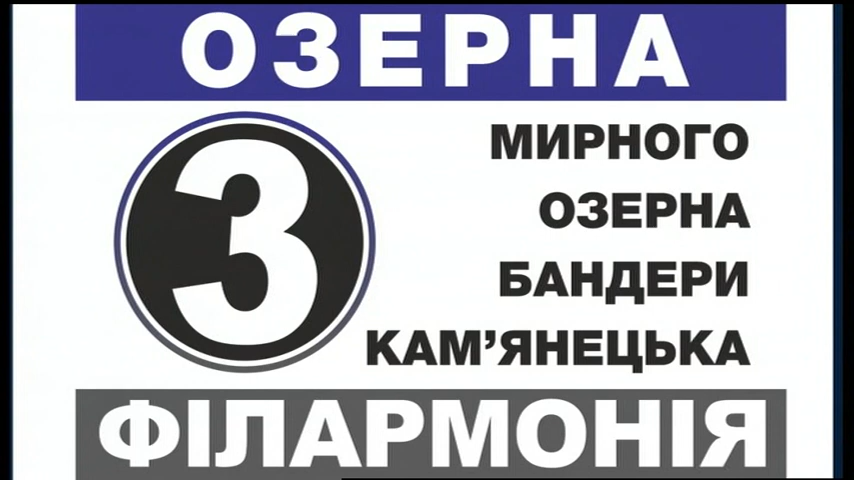 ОЗЕРНА
3
МИРНОГО
ОЗЕРНА
БАНДЕРИ
КАМ’ЯНЕЦЬКА
ФІЛАРМОНІЯ